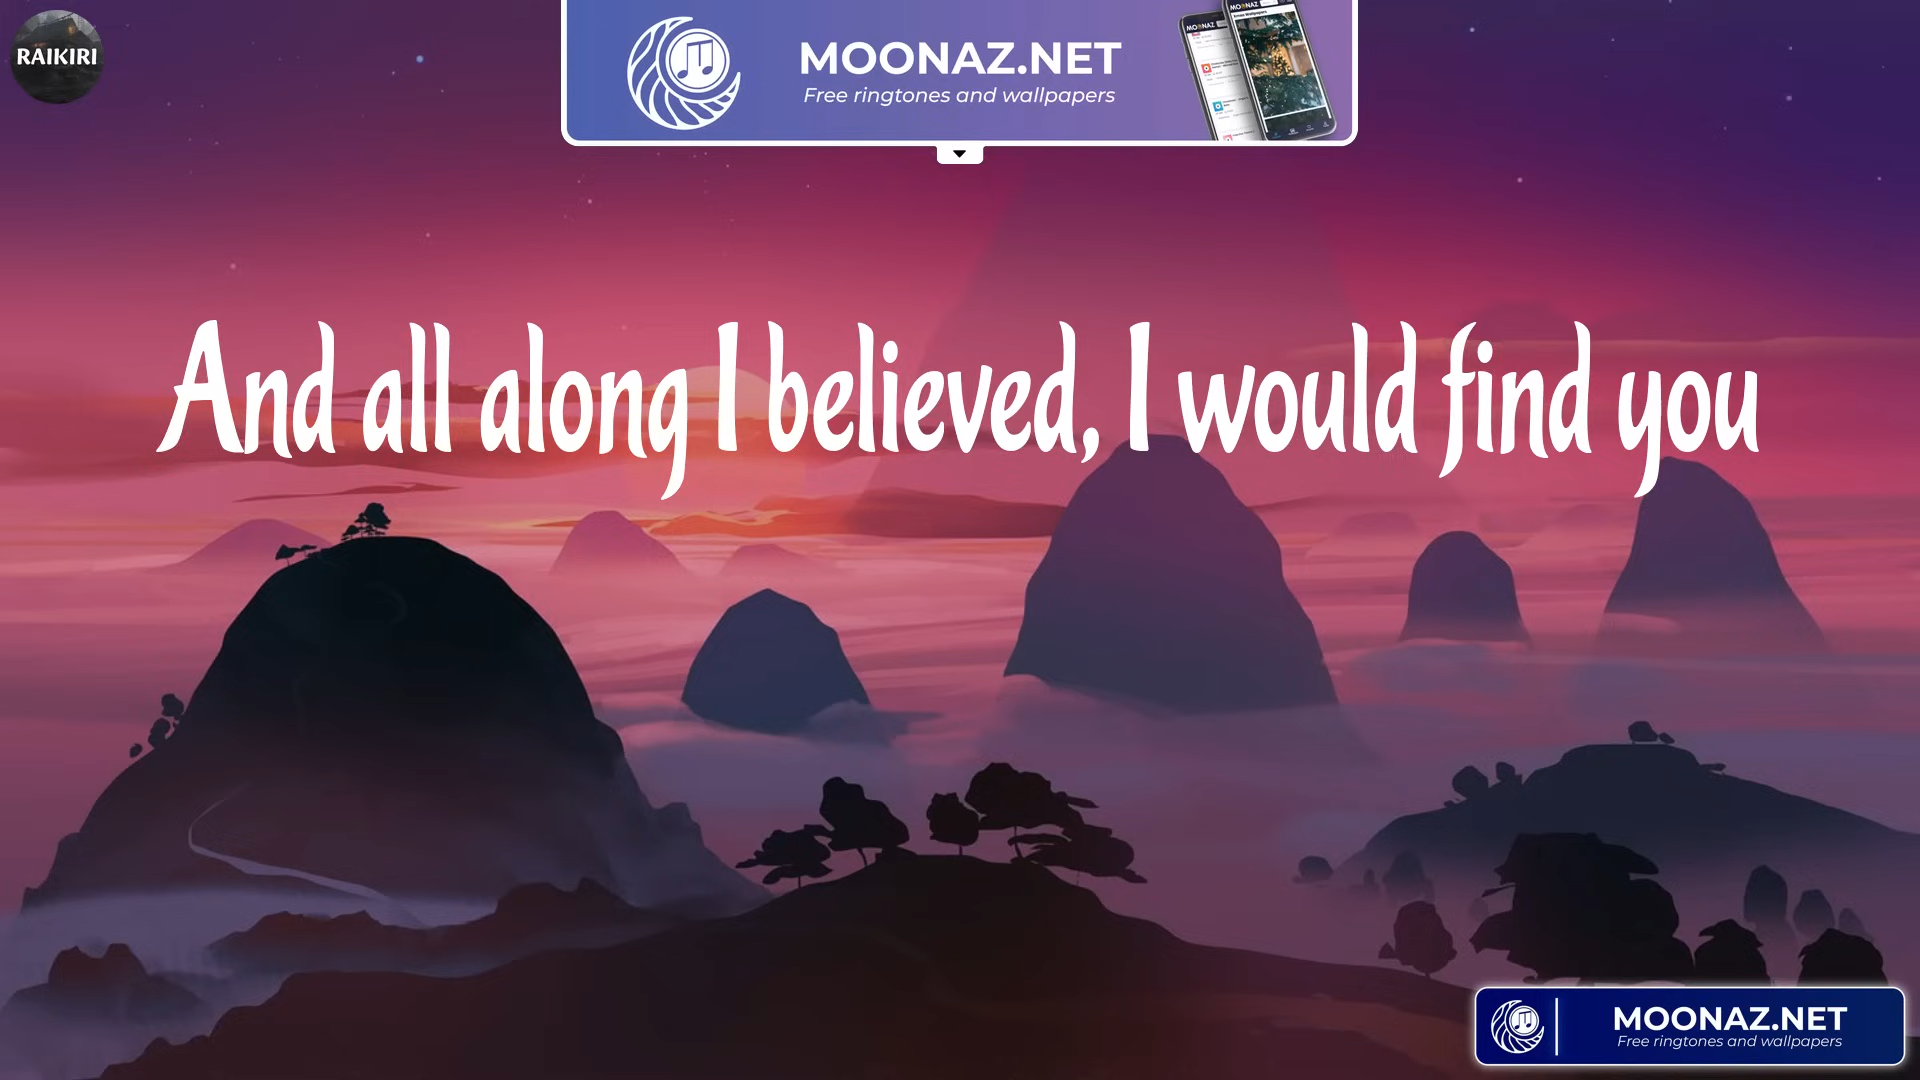 RAIKIRI
MOONAZ.NET
Free ringtones and wallpapers
And all along I believed, I would find you
MOONAZ.NET
Free ringtones and wallpapers